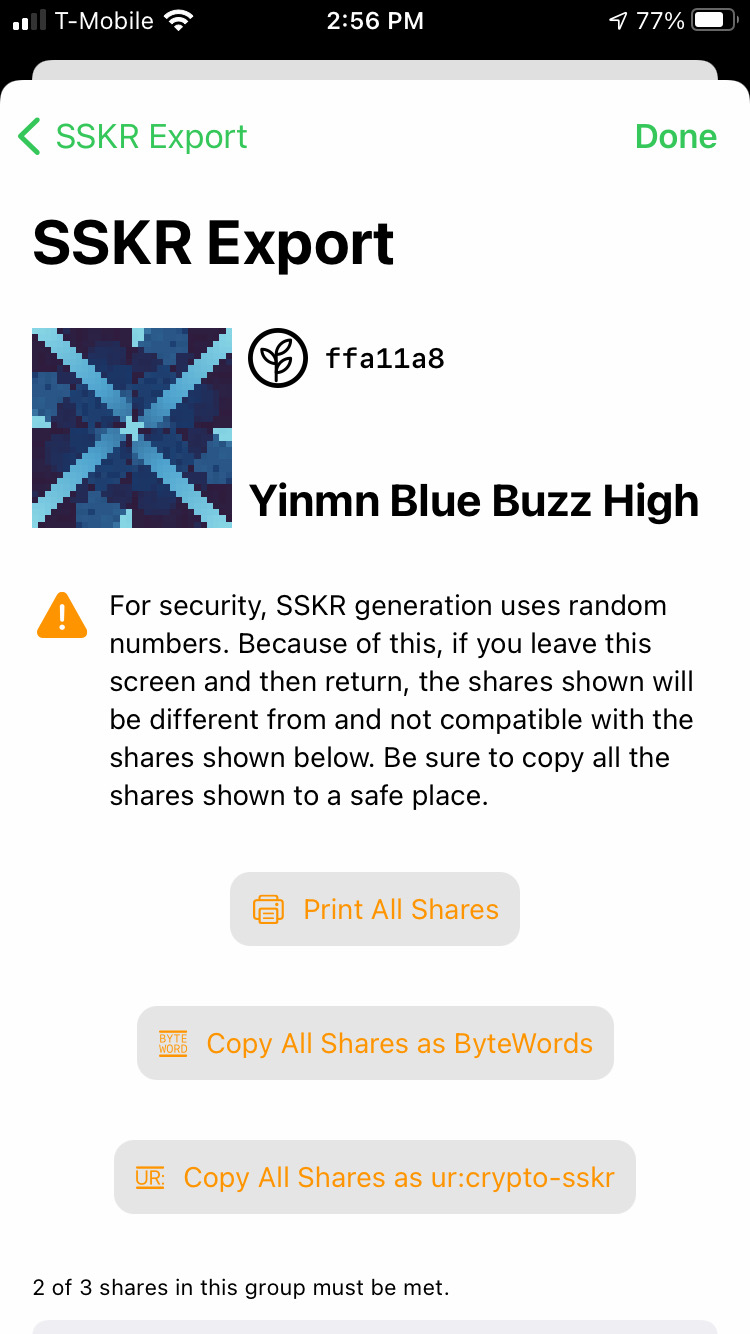 T-Mobile 2:56 PM 77%
SSKR Export Done
SSKR Export
ffa11a8
Yinmn Blue Buzz High
For security, SSKR generation uses random
numbers. Because of this, if you leave this
screen and then return, the shares shown will
be different from and not compatible with the
shares shown below. Be sure to copy all the
shares shown to a safe place.
Print All Shares
BYTE
WORD
Copy All Shares as ByteWords
UR: Copy All Shares as ur:crypto-sskr
2 of 3 shares in this group must be met.